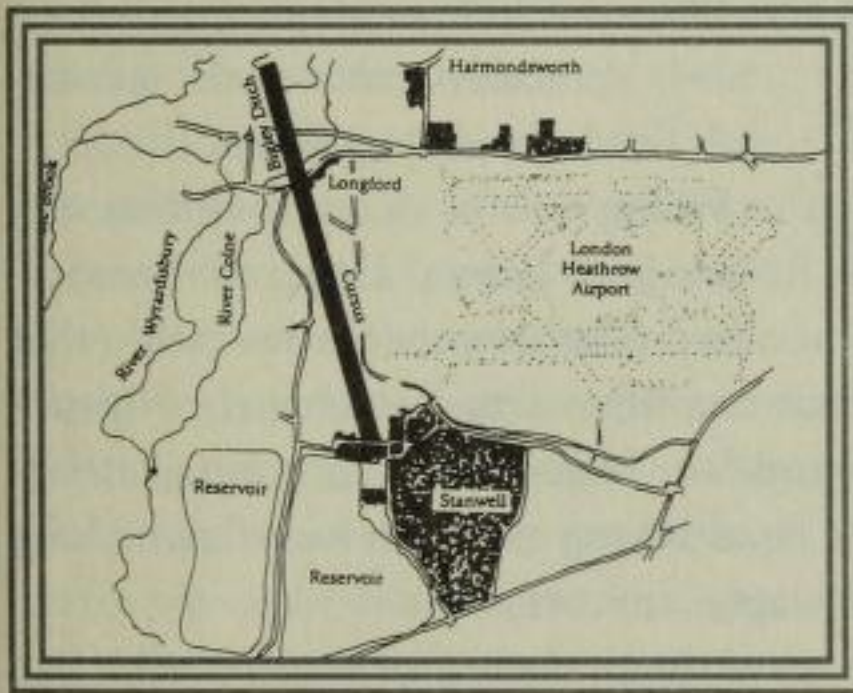 Harmondsworth
Bigley Ditch
Longford
London
Heathrow
Airport
River Wyrardisbury
River Colne
Cursus
Reservoir
Stanwell
Reservoir